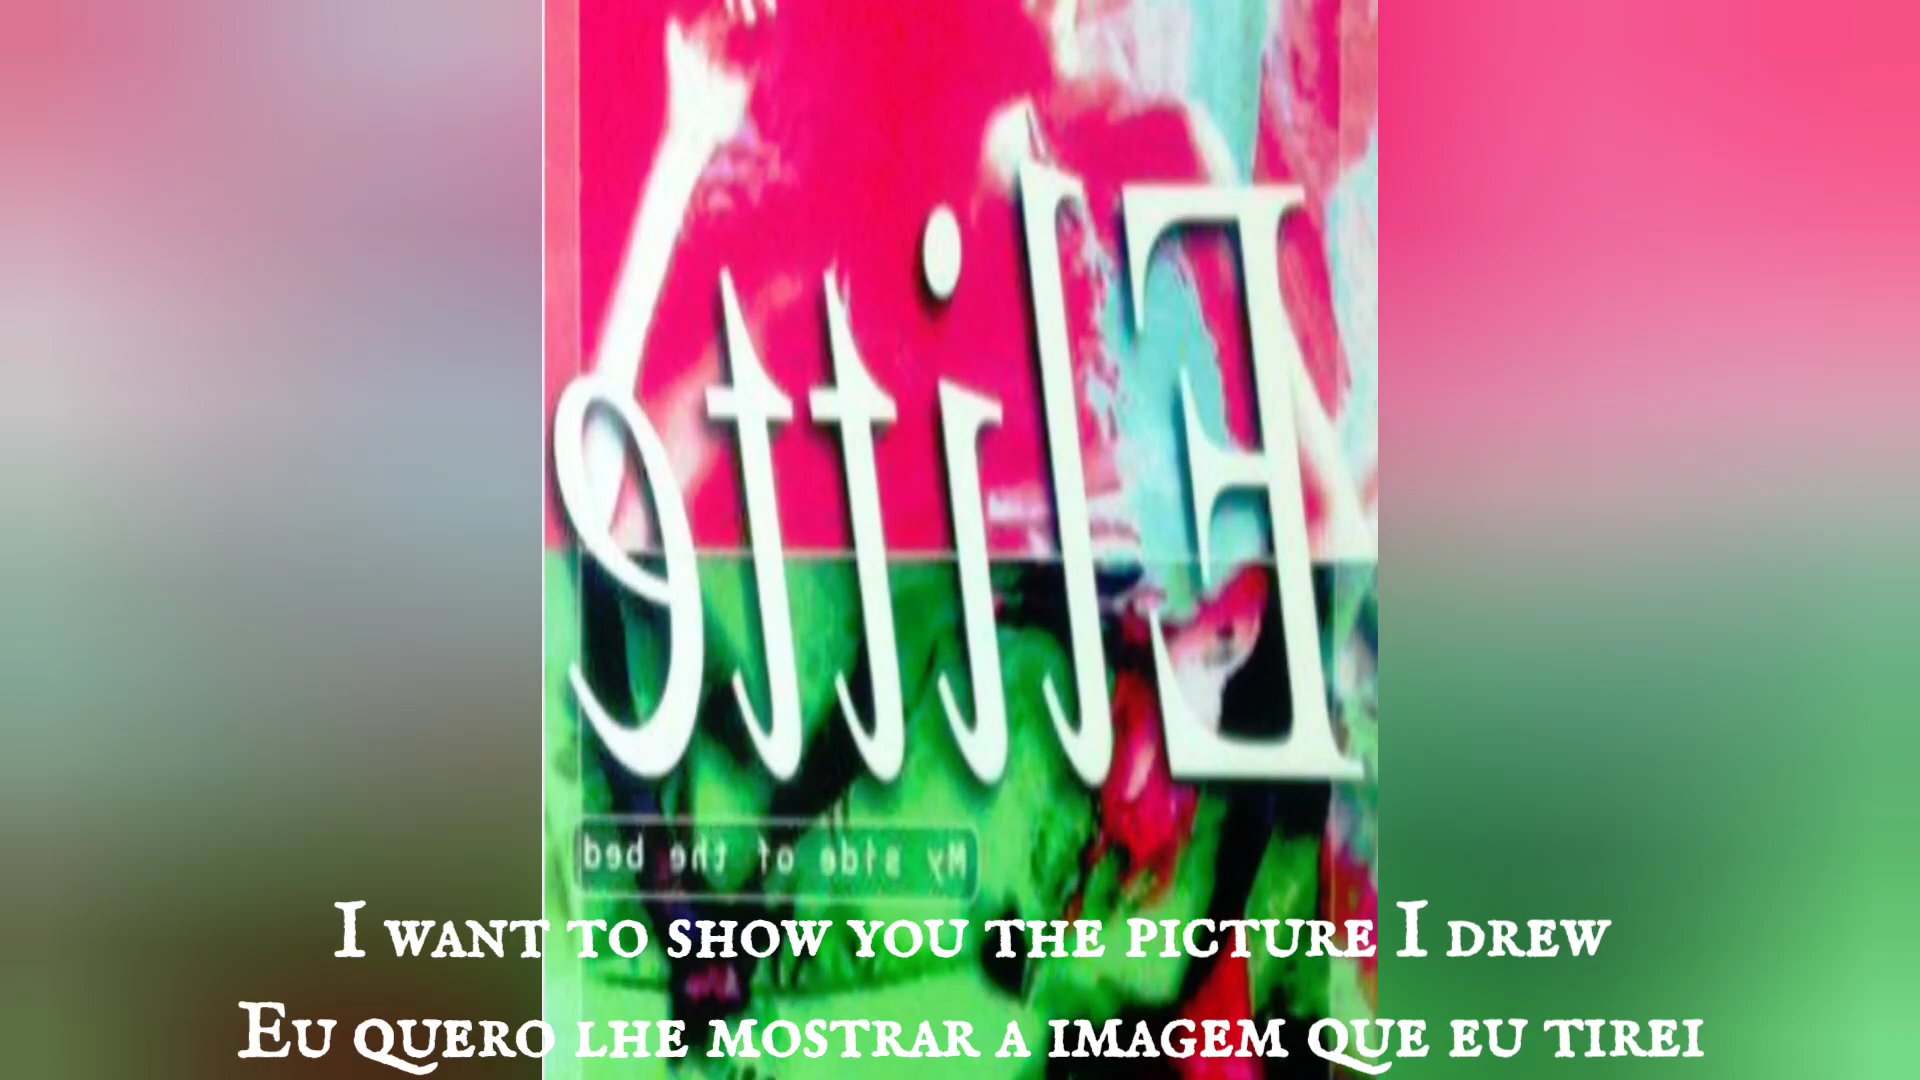 Elitte
My side of the bed
I want to show you the picture I drew
Eu quero lhe mostrar a imagem que eu tirei